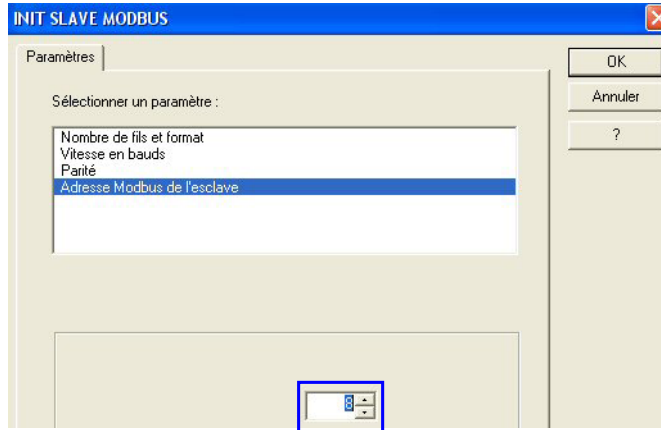 INIT SLAVE MODBUS
Paramètres
OK
Annuler
?
Sélectionner un paramètre :
Nombre de fils et format
Vitesse en bauds
Parité
Adresse Modbus de l'esclave
8